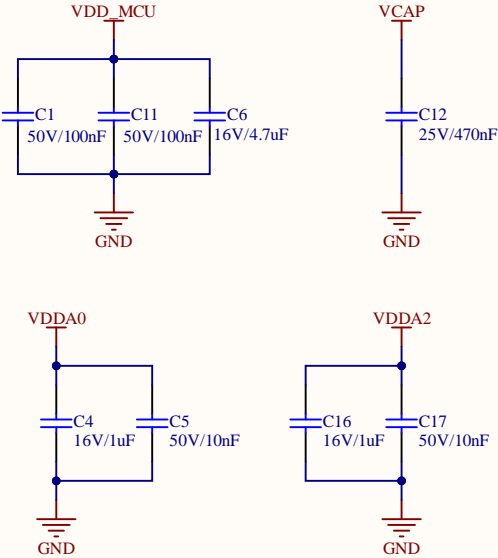 VDD_MCU
C1
50V/100nF
C11
50V/100nF
C6
16V/4.7uF
GND
VCAP
C12
25V/470nF
GND
VDDA0
C4
16V/1uF
C5
50V/10nF
GND
VDDA2
C16
16V/1uF
C17
50V/10nF
GND